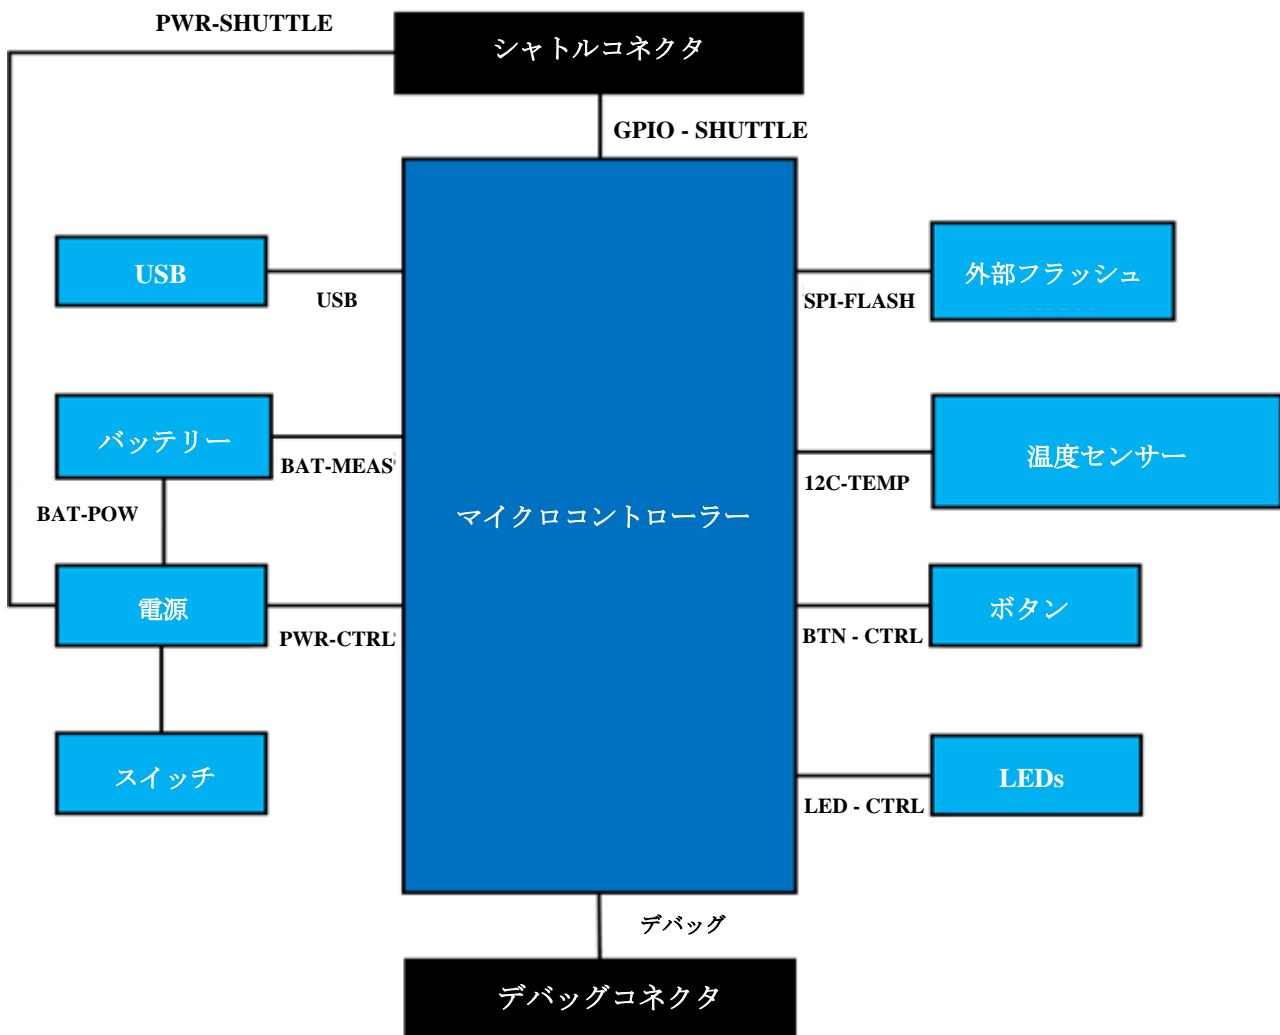 PWR-SHUTTLE
シャトルコネクタ
GPIO - SHUTTLE
USB
USB
外部フラッシュ
SPI-FLASH
バッテリー
BAT-MEAS
温度センサー
12C-TEMP
BAT-POW
マイクロコントローラー
電源
PWR-CTRL
ボタン
BTN - CTRL
スイッチ
LEDs
LED - CTRL
デバッグ
デバッグコネクタ